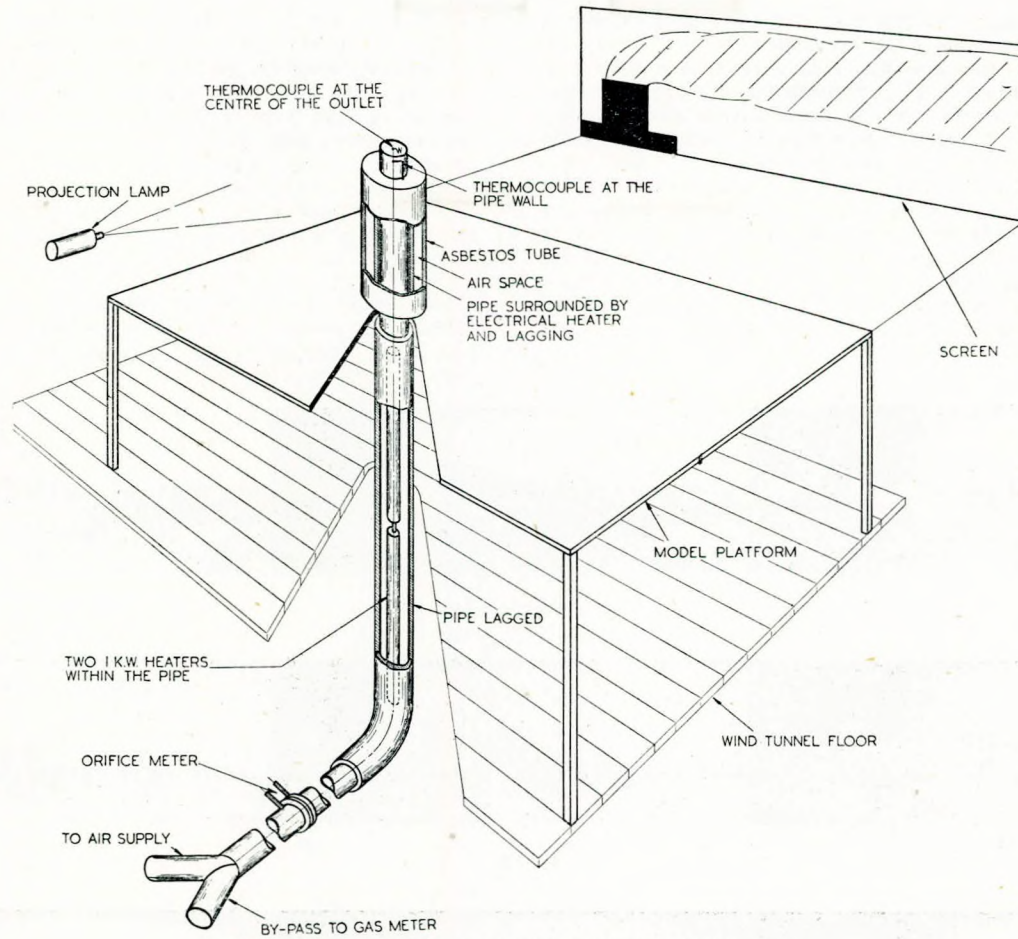 THERMOCOUPLE AT THE
CENTRE OF THE OUTLET
PROJECTION LAMP
THERMOCOUPLE AT THE
PIPE WALL
ASBESTOS TUBE
AIR SPACE
PIPE SURROUNDED BY
ELECTRICAL HEATER
AND LAGGING
SCREEN
MODEL PLATFORM
PIPE LAGGED
TWO 1 K.W. HEATERS
WITHIN THE PIPE
WIND TUNNEL FLOOR
ORIFICE METER
TO AIR SUPPLY
BY-PASS TO GAS METER